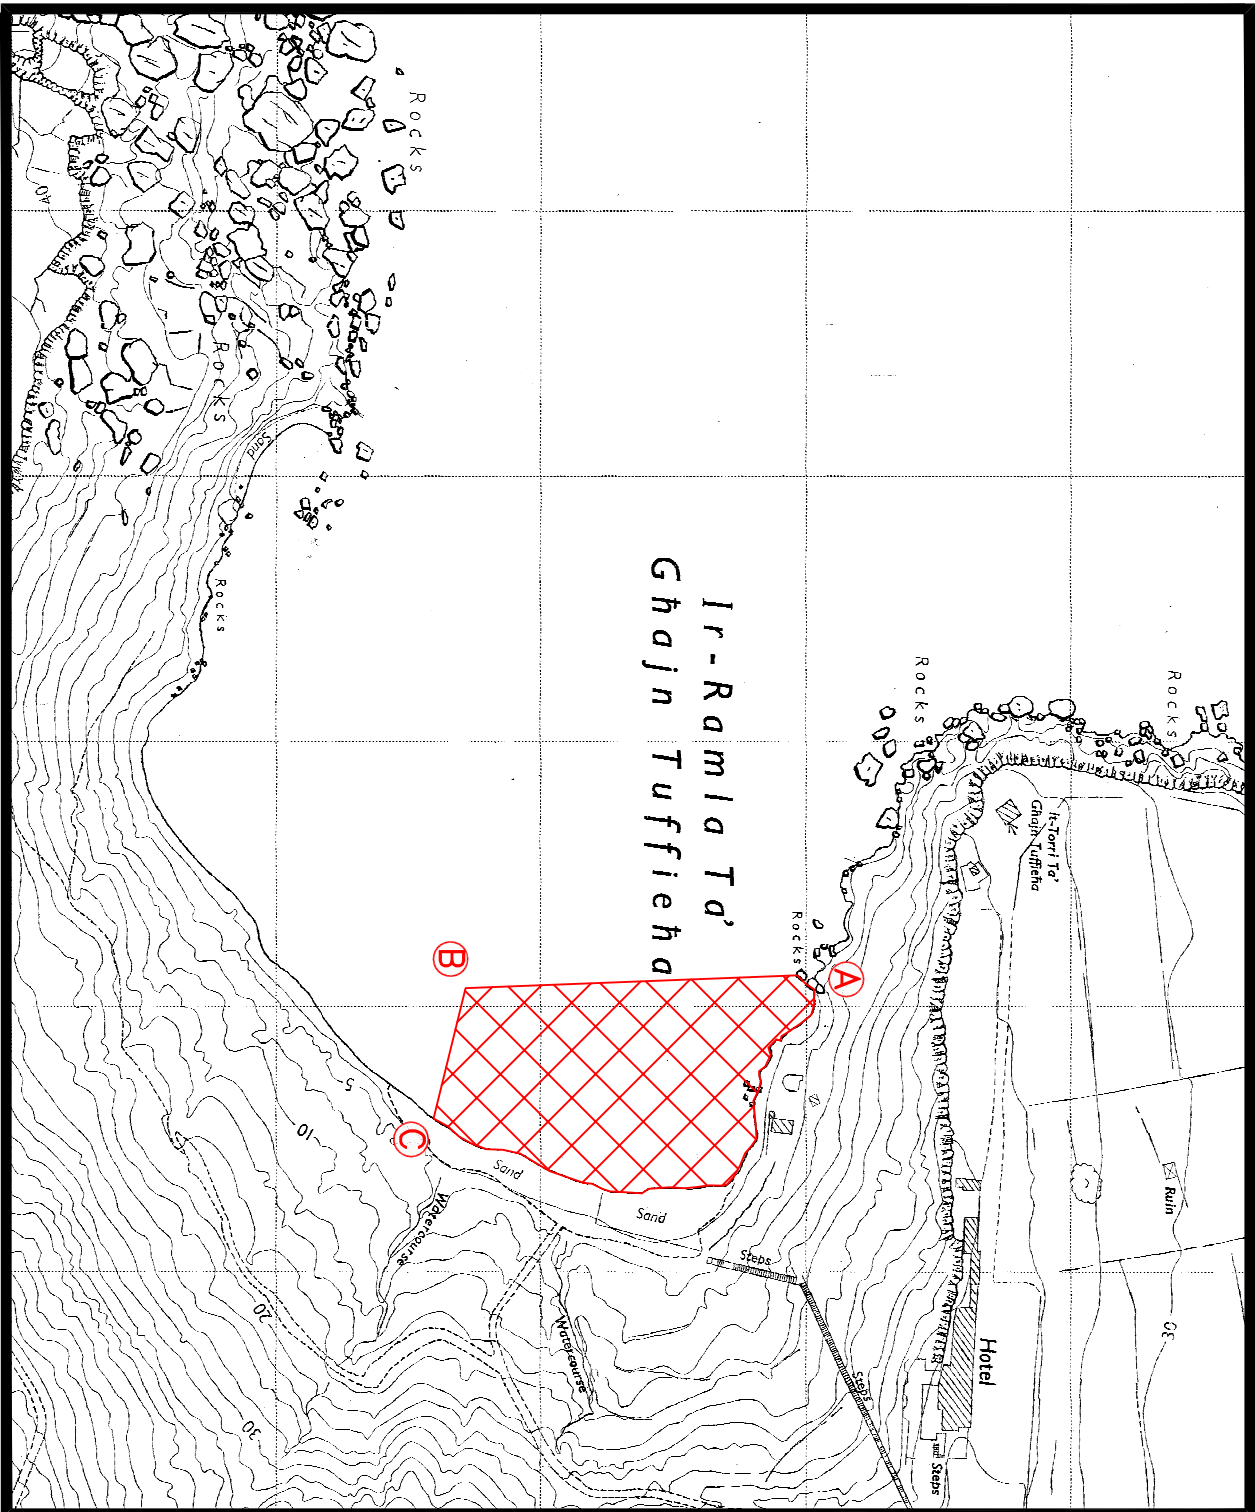 Rocks
40
Rocks
Sand
Rocks
Ir-Ramla Ta'
Għajn Tuffieħa
Rocks
Rocks
It-Torri Ta'
Għajn Tuffieħa
Rocks
A
B
C
5
10
20
30
Sand
Sand
Watercourse
Watercourse
Steps
Steps
Steps
Hotel
Ruin
30